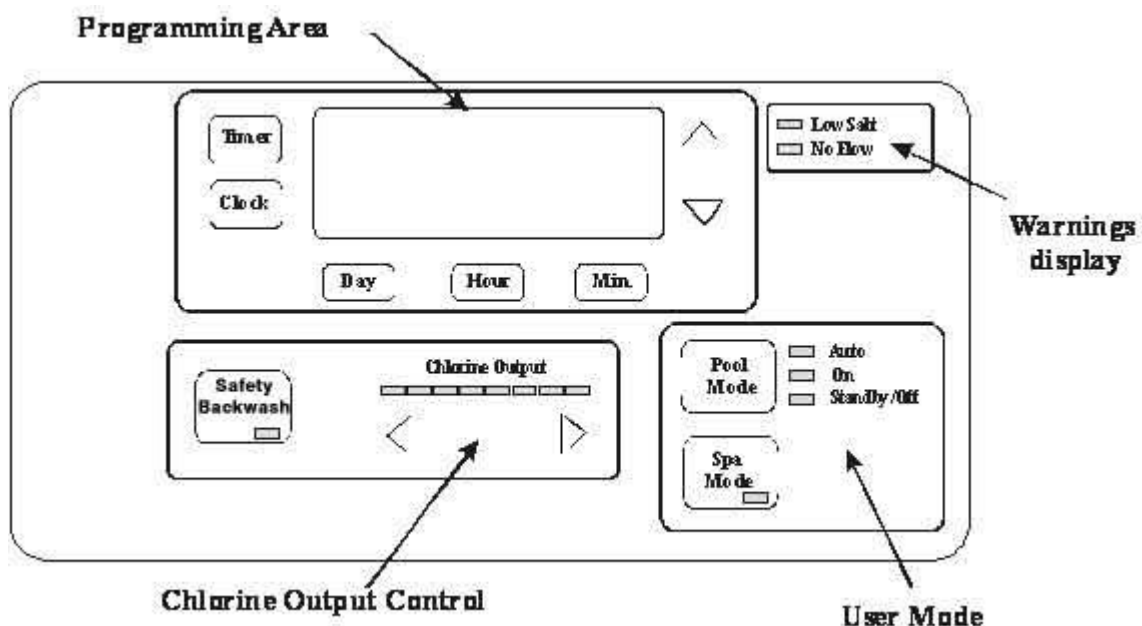 Programming Area
Timer
Clock
Day
Hour
Min.
Low Salt
No Flow
Warnings
display
Safety
Backwash
Chlorine Output
Pool
Mode
Auto
On
Standby/Off
Spa
Mode
Chlorine Output Control
User Mode